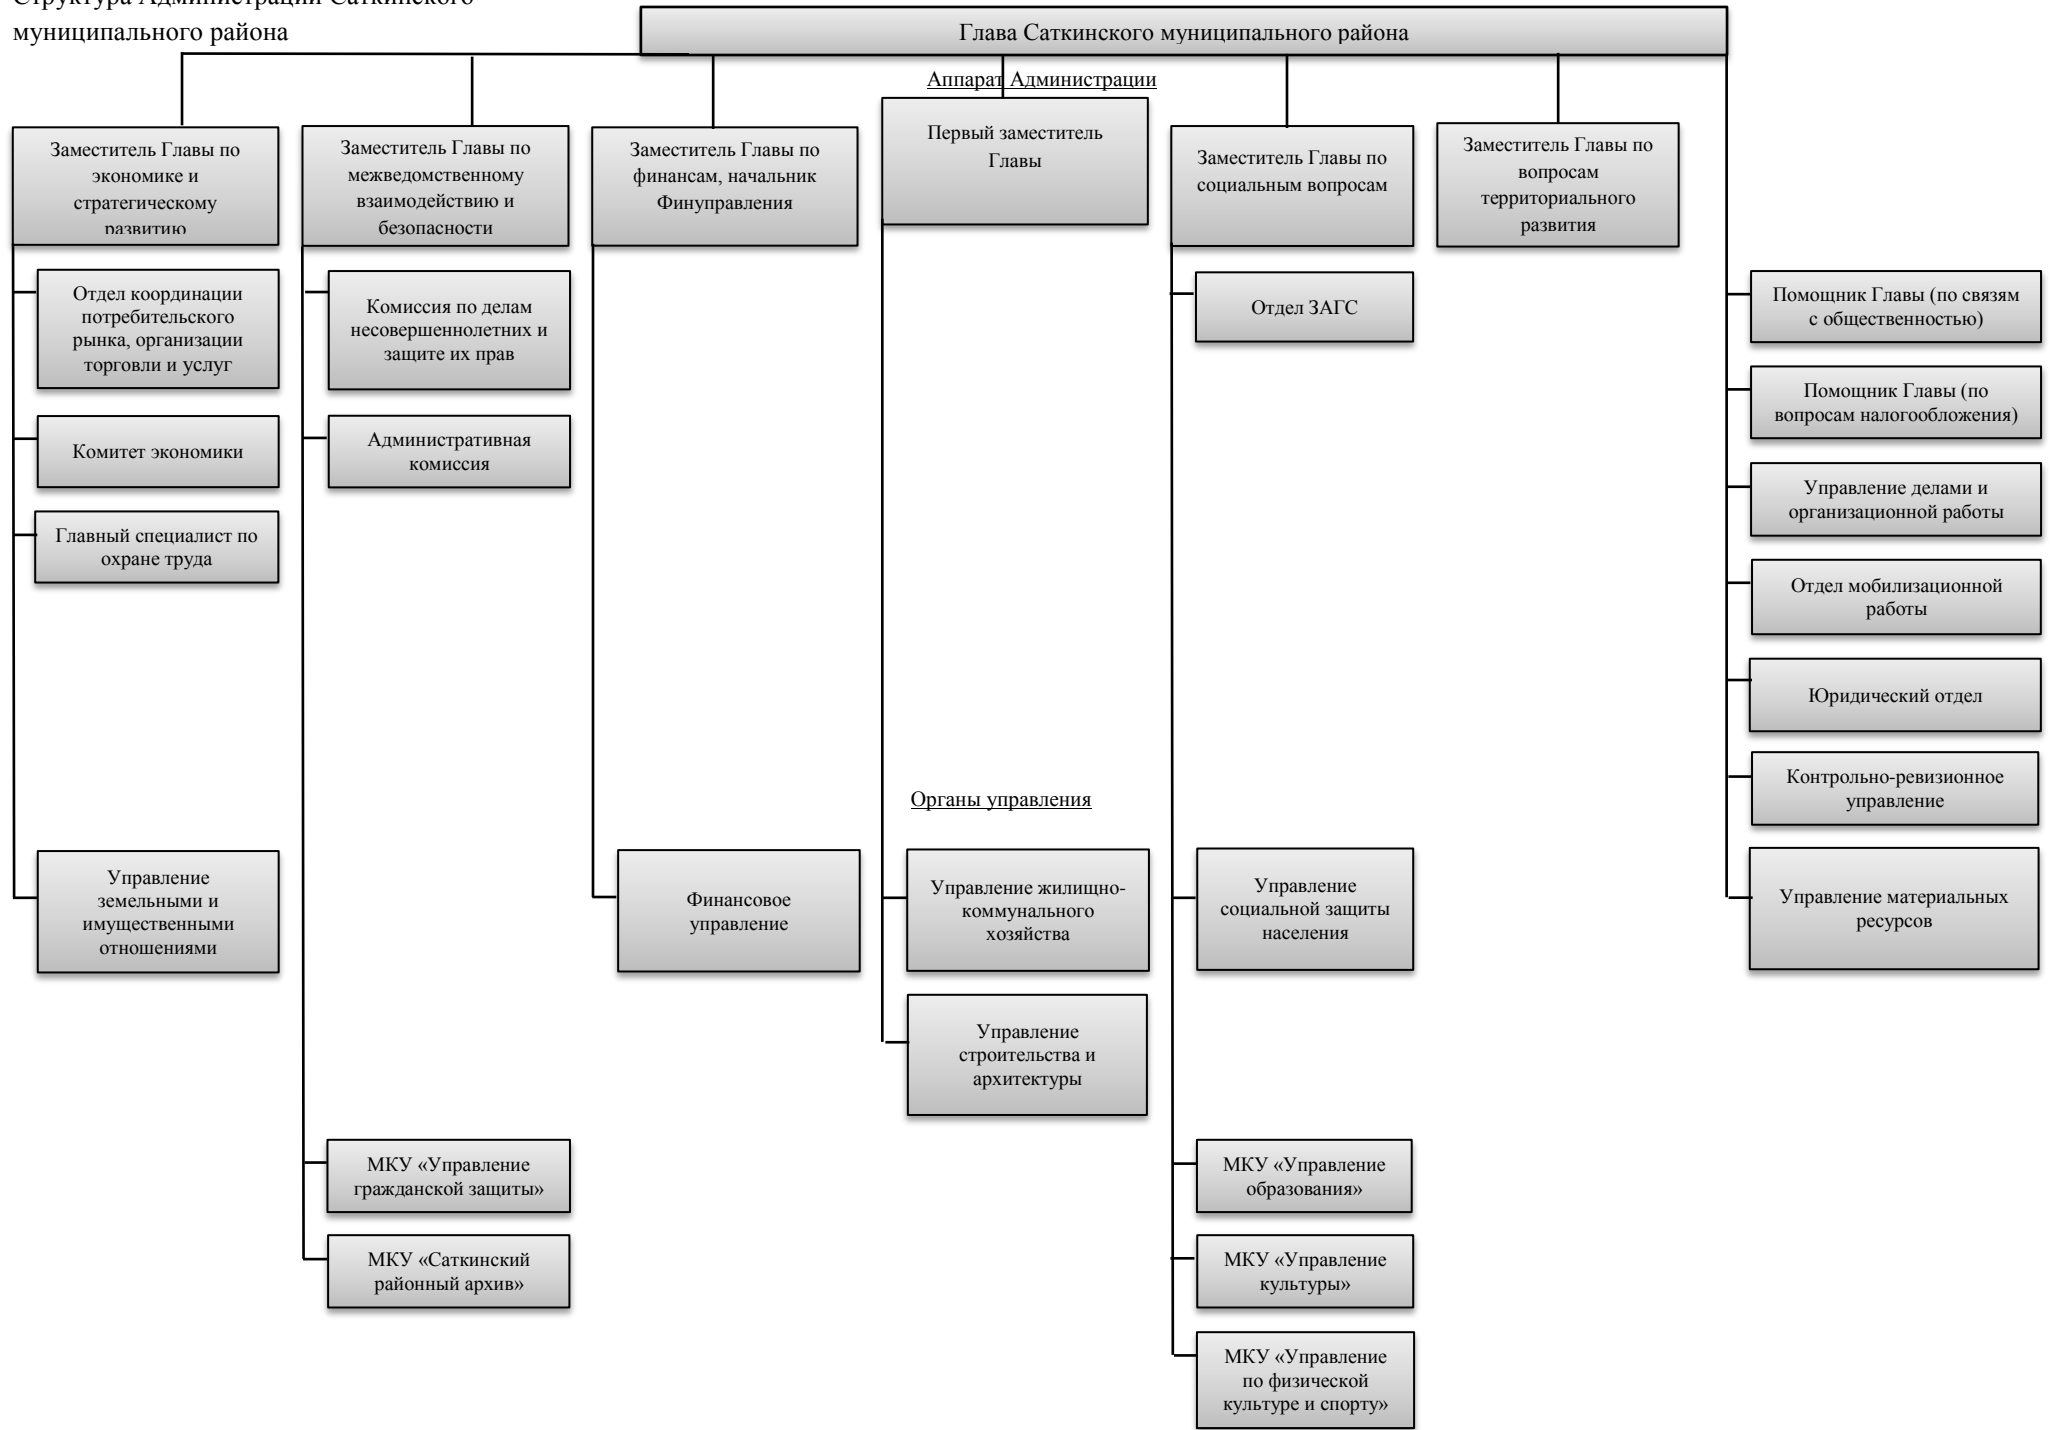 Структура Администрации Саткинского
муниципального района
Глава Саткинского муниципального района
Аппарат Администрации
Заместитель Главы по
экономике и
стратегическому
развитию
Заместитель Главы по
межведомственному
взаимодействию и
безопасности
Заместитель Главы по
финансам, начальник
Финуправления
Первый заместитель
Главы
Заместитель Главы по
социальным вопросам
Заместитель Главы по
вопросам
территориального
развития
Отдел координации
потребительского
рынка, организации
торговли и услуг
Комитет экономики
Главный специалист по
охране труда
Комиссия по делам
несовершеннолетних и
защите их прав
Административная
комиссия
Отдел ЗАГС
Помощник Главы (по связям
с общественностью)
Помощник Главы (по
вопросам налогообложения)
Управление делами и
организационной работы
Отдел мобилизационной
работы
Юридический отдел
Контрольно-ревизионное
управление
Управление материальных
ресурсов
Органы управления
Управление
земельными и
имущественными
отношениями
Финансовое
управление
Управление жилищно-
коммунального
хозяйства
Управление
социальной защиты
населения
Управление
строительства и
архитектуры
МКУ «Управление
гражданской защиты»
МКУ «Саткинский
районный архив»
МКУ «Управление
образования»
МКУ «Управление
культуры»
МКУ «Управление
по физической
культуре и спорту»